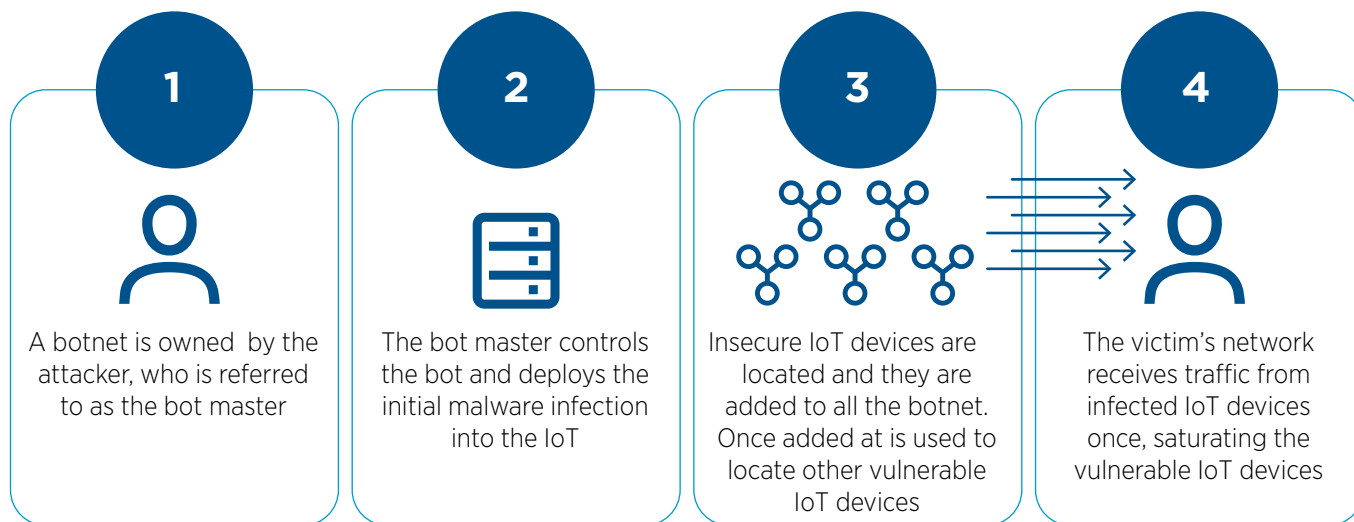 1
A botnet is owned by the
attacker, who is referred
to as the bot master
2
The bot master controls
the bot and deploys the
initial malware infection
into the IoT
3
Insecure IoT devices are
located and they are
added to all the botnet.
Once added at is used to
locate other vulnerable
IoT devices
4
The victim’s network
receives traffic from
infected IoT devices
once, saturating the
vulnerable IoT devices